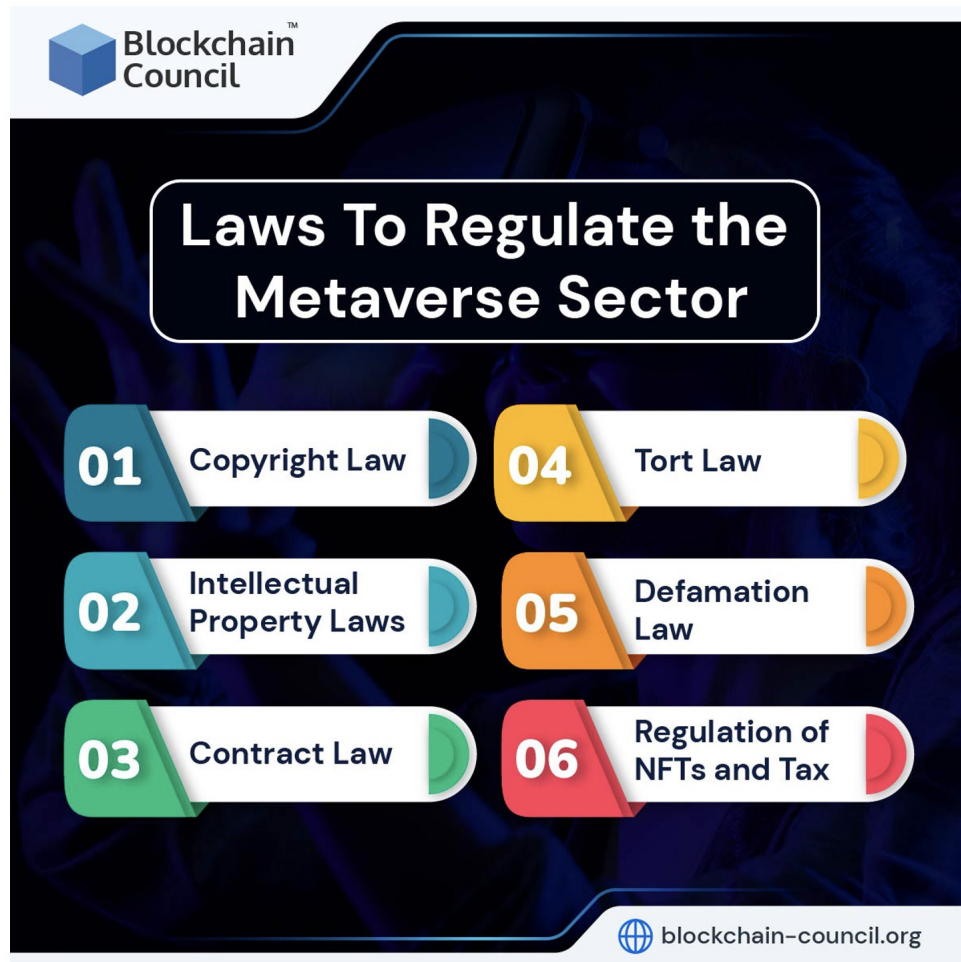 Blockchain™
Council
Laws To Regulate the
Metaverse Sector
01
Copyright Law
02
Intellectual
Property Laws
03
Contract Law
04
Tort Law
05
Defamation
Law
06
Regulation of
NFTs and Tax
blockchain-council.org